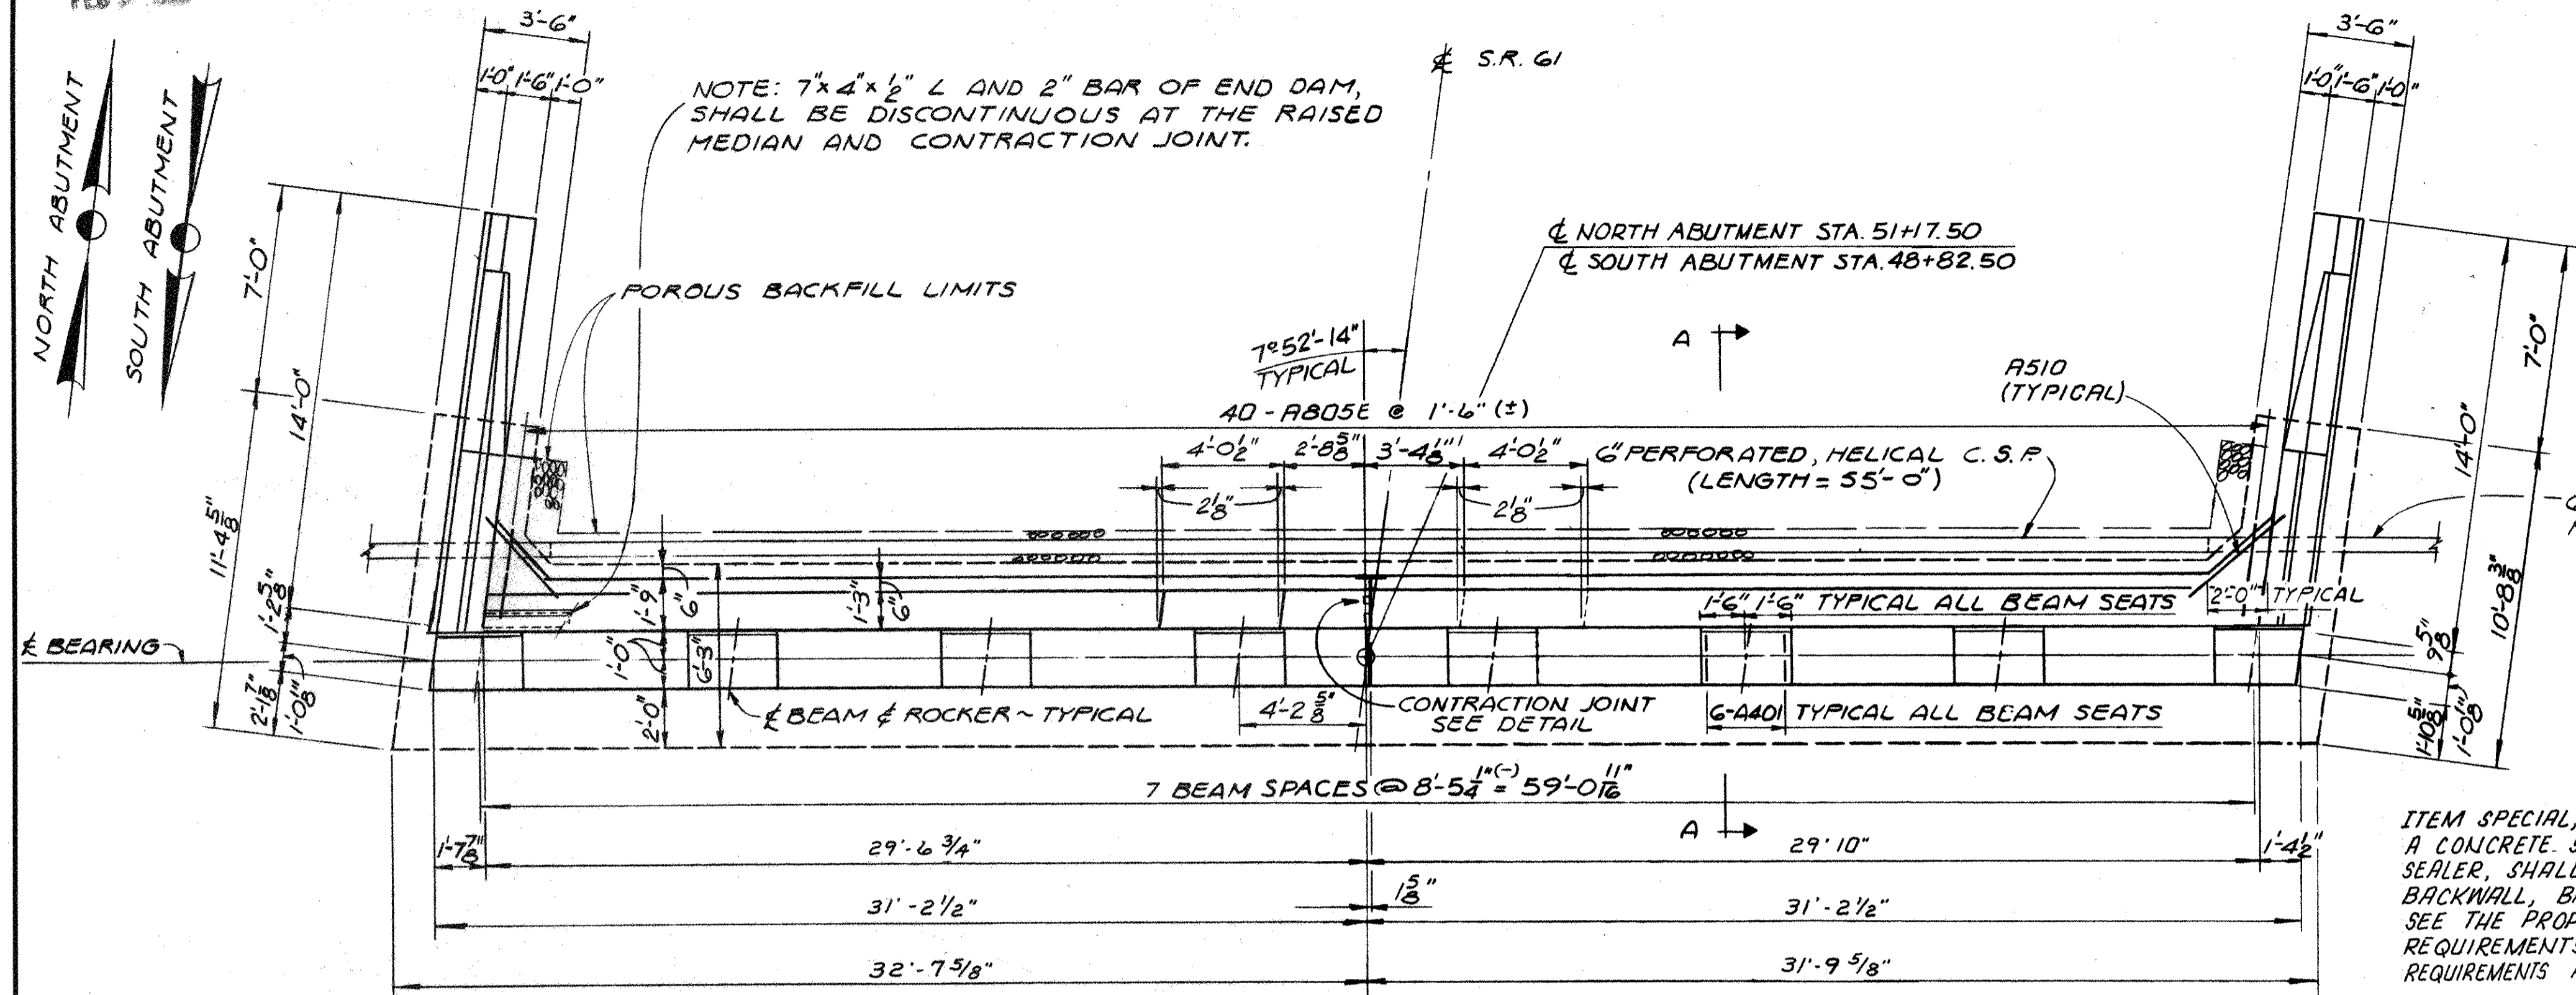 3'-6"
1'-0" 1'-6" 1'-0"
NORTH ABUTMENT
SOUTH ABUTMENT
NOTE: 7"x 4"x 1/2" L AND 2" BAR OF END DAM,
SHALL BE DISCONTINUOUS AT THE RAISED
MEDIAN AND CONTRACTION JOINT.
℄ S.R. 61
3'-6"
1'-0" 1'-6" 1'-0"
℄ NORTH ABUTMENT STA. 51+17.50
℄ SOUTH ABUTMENT STA. 48+82.50
7'-0"
14'-0"
POROUS BACKFILL LIMITS
7°52'-14"
TYPICAL
A
A510
(TYPICAL)
7'-0"
14'-0"
40 - A805E @ 1'-6" (±)
4'-0 1/2" 2'-8 5/8" 3'-4 1/8" 4'-0 1/2"
6" PERFORATED, HELICAL C.S.P.
(LENGTH = 55'-0")
2 1/8" 2 1/8"
11'-4 5/8"
1'-2 5/8"
1'-9" 6" 1'-3" 6"
1'-6" 1'-6" TYPICAL ALL BEAM SEATS
2'-0" TYPICAL
10'-8 3/8"
℄ BEARING
1'-0" 6'-3"
9 5/8"
2'-1 7/8" 1'-0 1/8"
2'-0"
℄ BEAM & ROCKER ~ TYPICAL
4'-2 5/8"
CONTRACTION JOINT
SEE DETAIL
6-A401 TYPICAL ALL BEAM SEATS
1'-10 5/8" 1'-0 1/8"
7 BEAM SPACES @ 8'-5 1/4"(-) = 59'-0 11/16"
A
1'-7 7/8" 29'-6 3/4" 29'10" 1'-4 1/2"
1 5/8"
31'-2 1/2" 31'-2 1/2"
32'-7 5/8" 31'-9 5/8"
ITEM SPECIAL,
A CONCRETE
SEALER, SHALL
BACKWALL,
SEE THE PROP
REQUIREMENTS
REQUIREMENTS